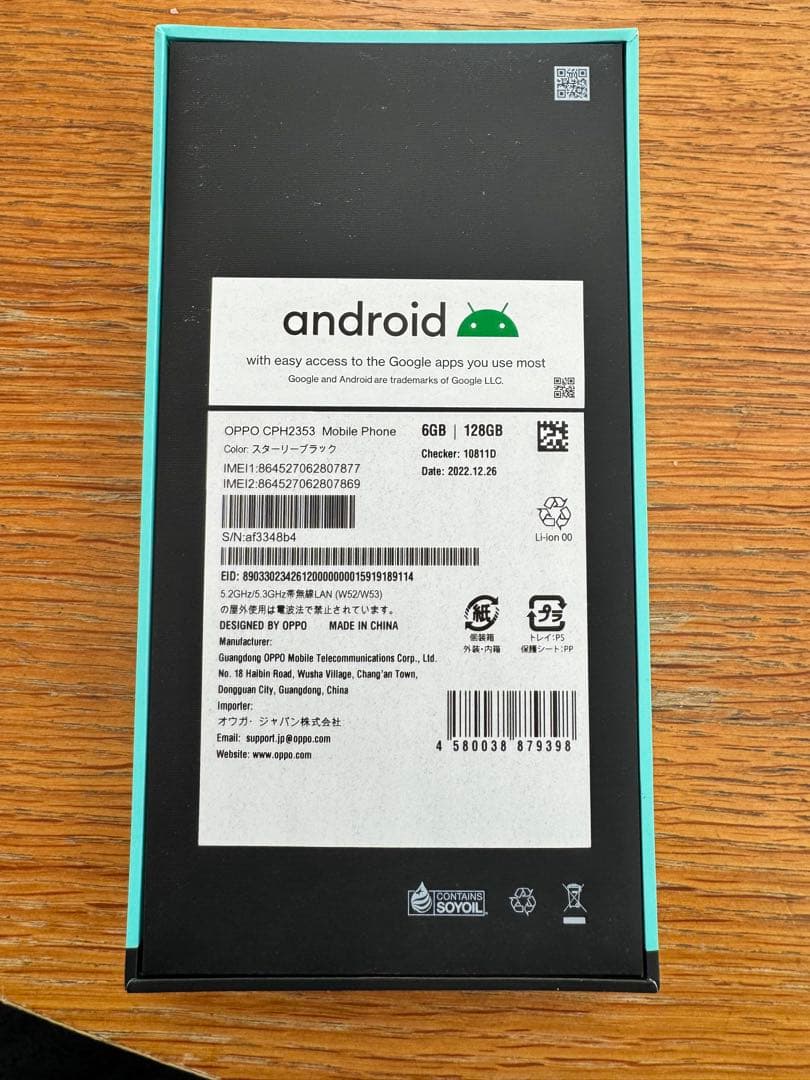 android
with easy access to the Google apps you use most
Google and Android are trademarks of Google LLC.
OPPO CPH2353 Mobile Phone 6GB | 128GB
Color: スターリーブラック
Checker: 10811D
IMEI1:864527062807877
Date: 2022.12.26
IMEI2:864527062807869
Li-ion 00
S/N:af3348b4
EID: 89033023426120000000015919189114
5.2GHz/5.3GHz帯無線LAN (W52/W53)
の屋外使用は電波法で禁止されています。
DESIGNED BY OPPO MADE IN CHINA
紙
個装箱
外装・内箱
プラ
トレイ:PS
保護シート:PP
Manufacturer:
Guangdong OPPO Mobile Telecommunications Corp., Ltd.
No. 18 Haibin Road, Wusha Village, Chang'an Town,
Dongguan City, Guangdong, China
Importer:
オウガ・ジャパン株式会社
Email: support.jp@oppo.com
Website: www.oppo.com
4 580038 879398
CONTAINS
SOYOIL